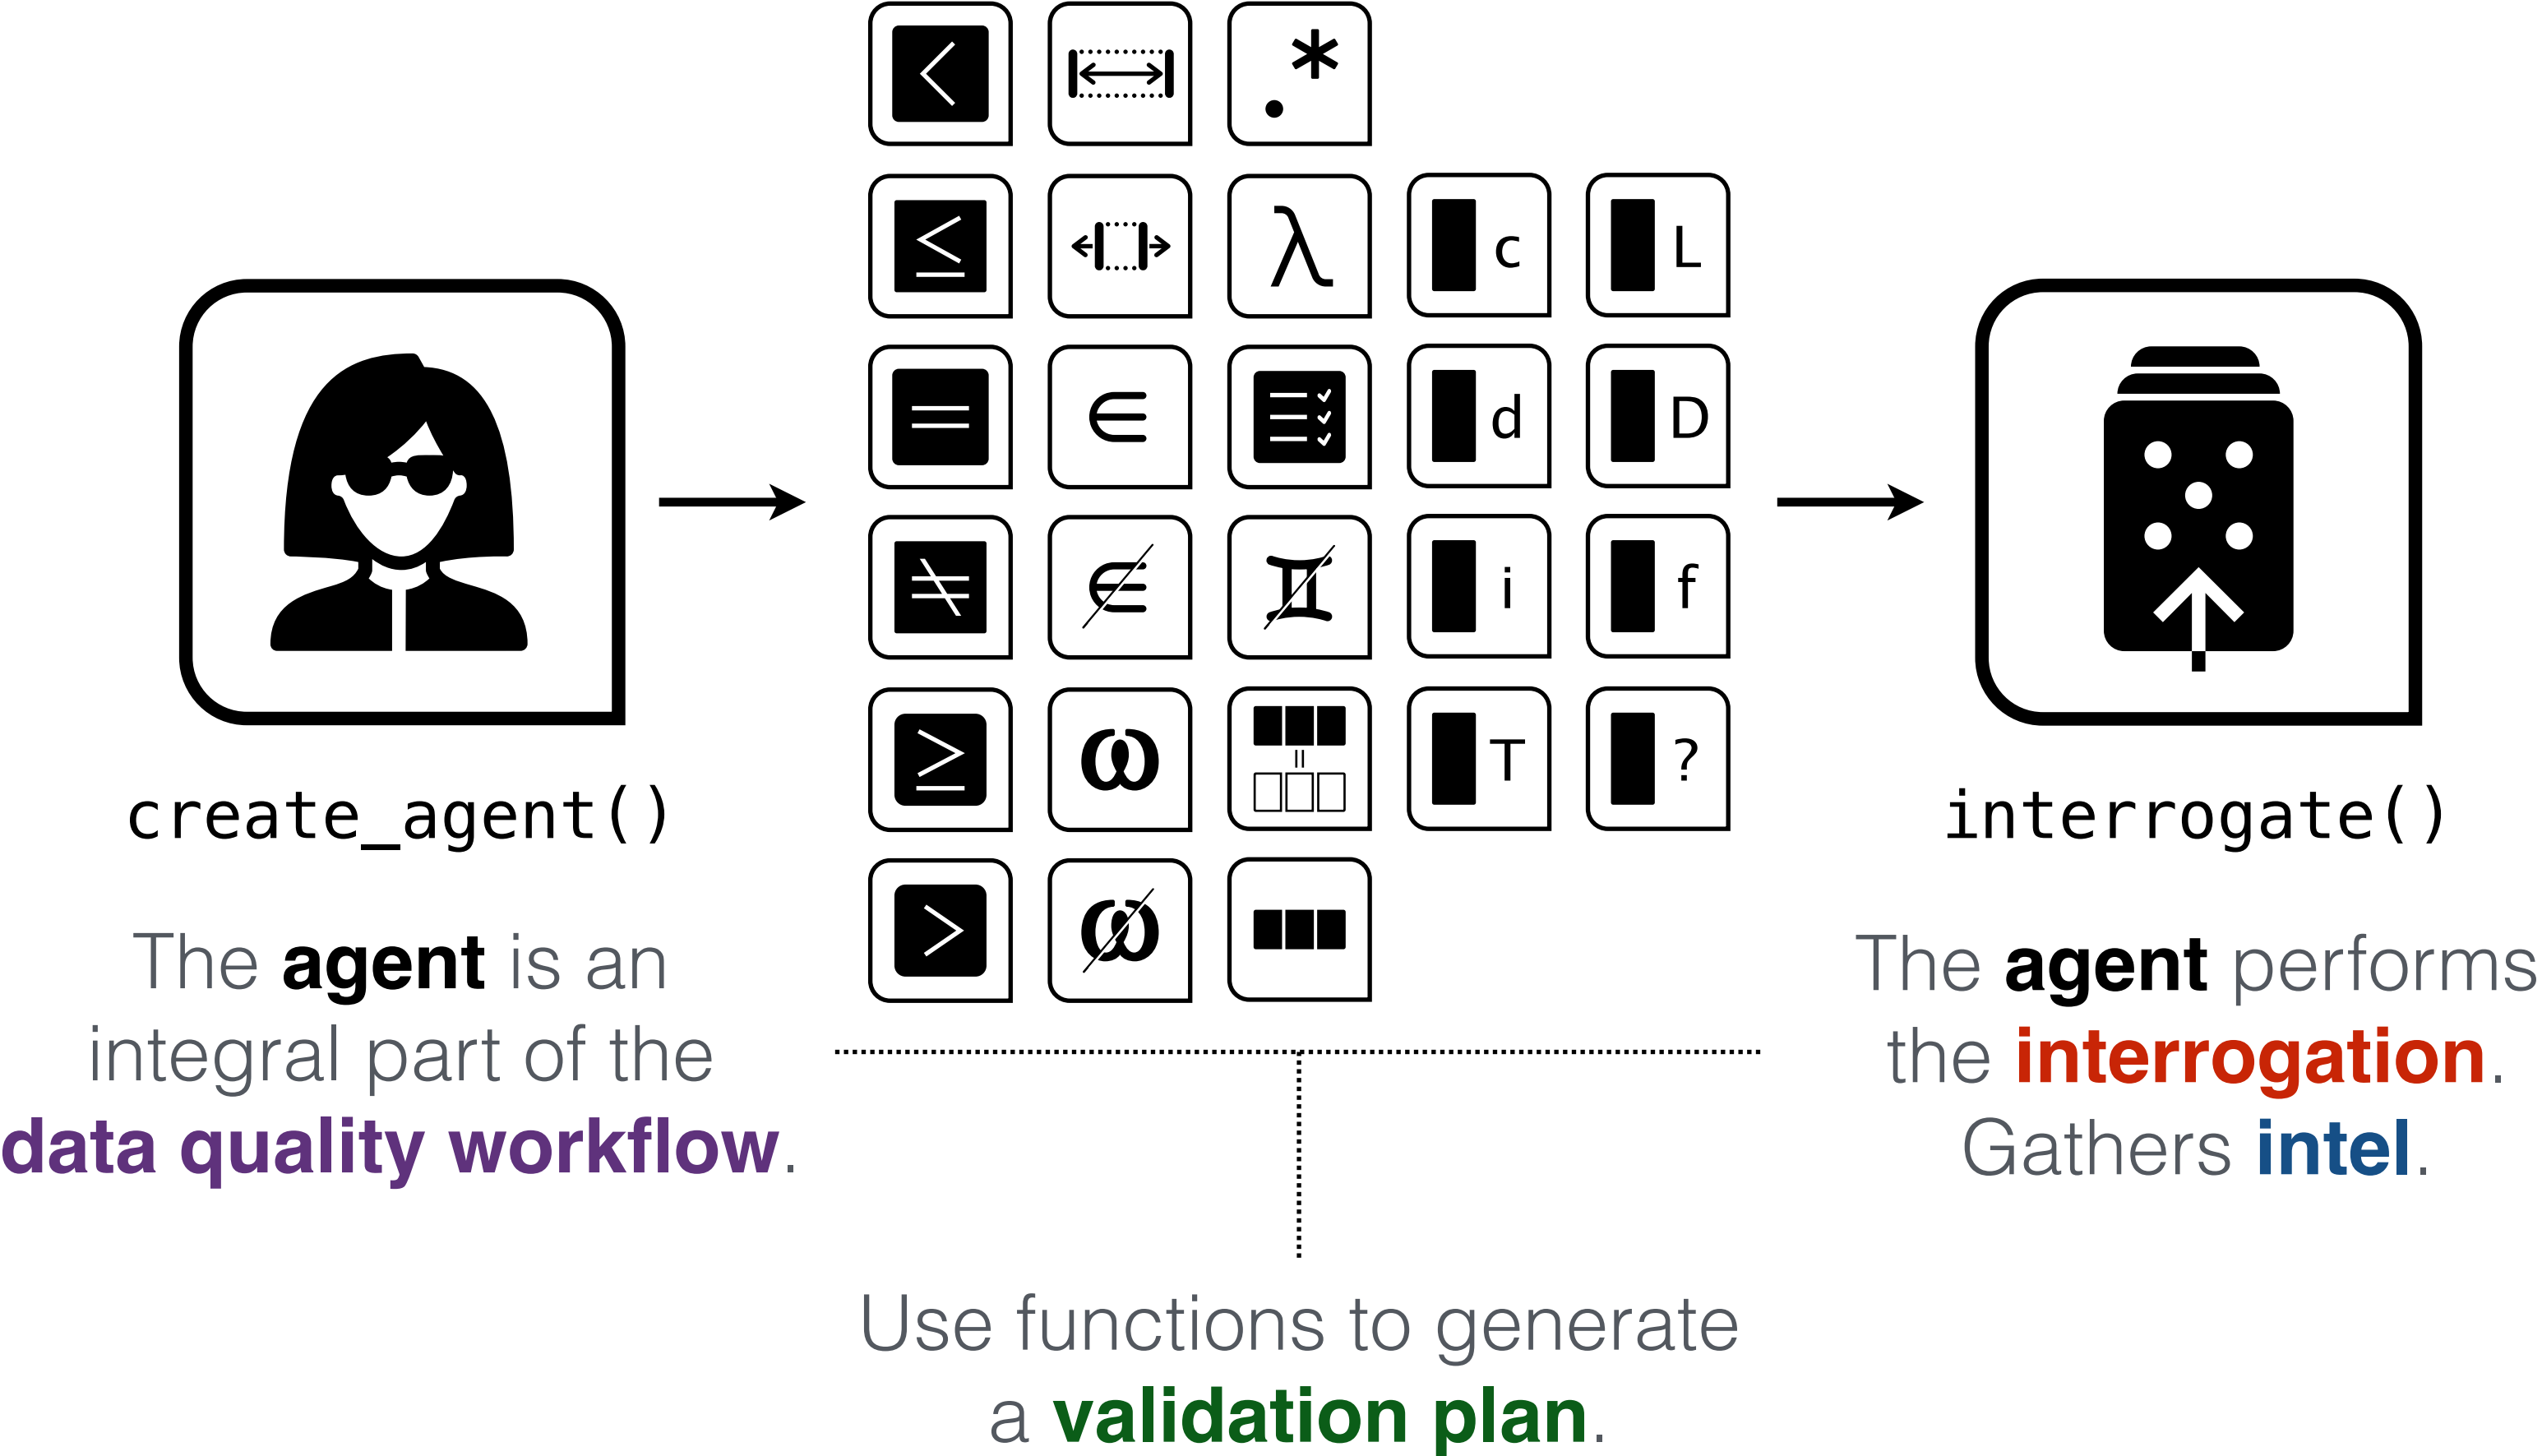 < .*
≤ λ c L
= ∈ d D
≠ ∉ i f
≥ ω = T ?
> ω
create_agent()
The agent is an
integral part of the
data quality workflow.
interrogate()
The agent performs
the interrogation.
Gathers intel.
Use functions to generate
a validation plan.